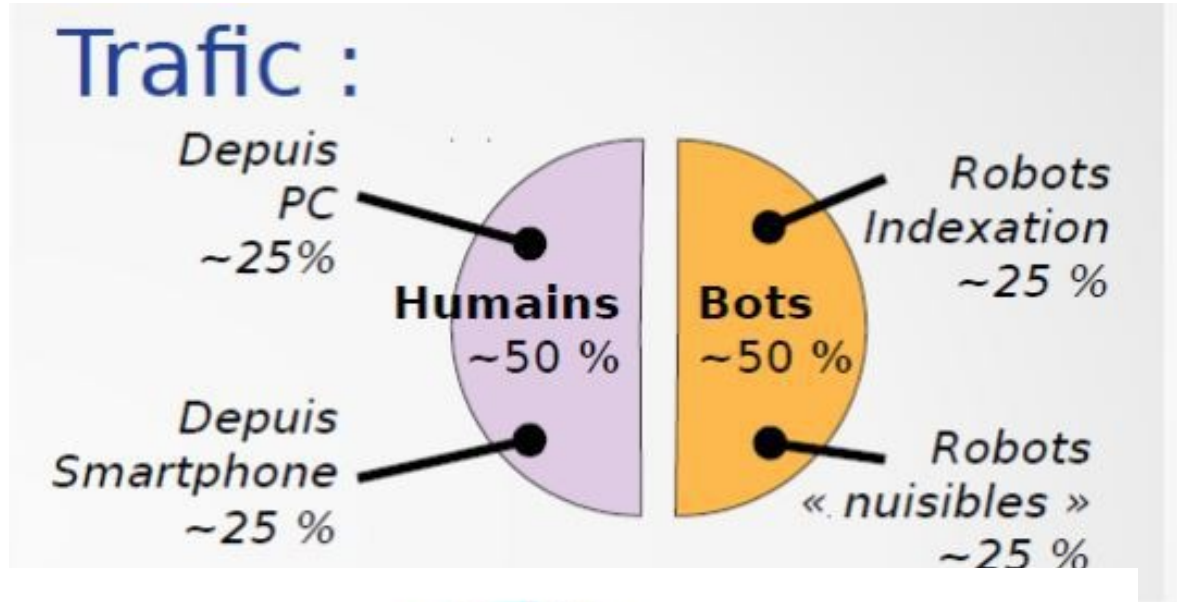 Trafic :
Depuis
PC
~25%
Robots
Indexation
~25 %
Humains
~50 %
Bots
~50 %
Depuis
Smartphone
~25 %
Robots
« nuisibles »
~25 %